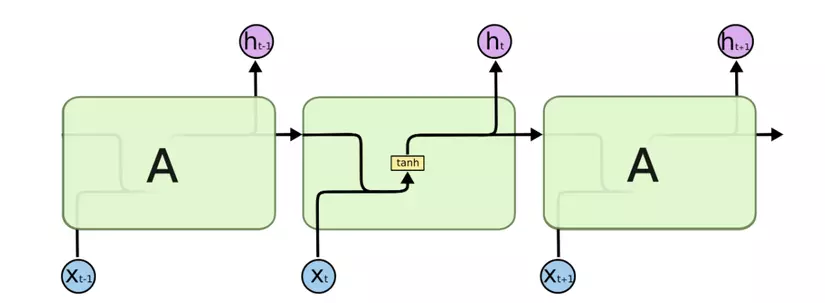 hₜ₋₁ hₜ hₜ₊₁
A tanh A
Xₜ₋₁ Xₜ Xₜ₊₁